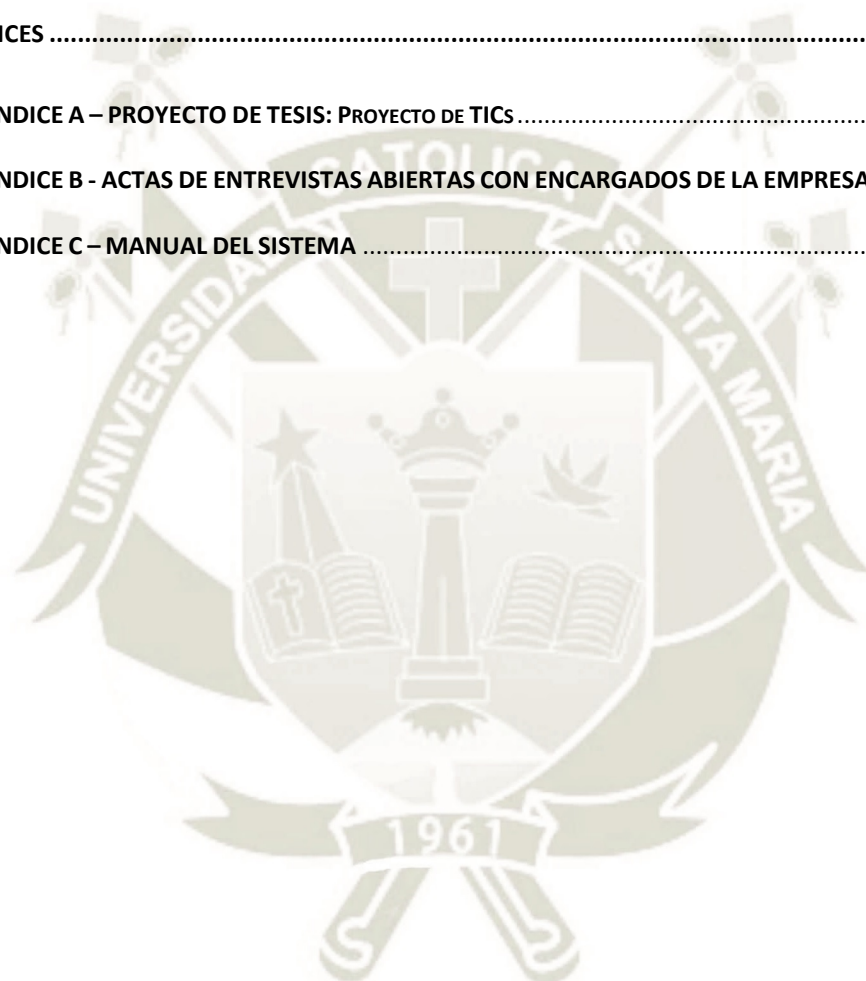 ICES ....................................................................................................................
NDICE A – PROYECTO DE TESIS: PROYECTO DE TICS ..................................................
NDICE B - ACTAS DE ENTREVISTAS ABIERTAS CON ENCARGADOS DE LA EMPRESA
NDICE C – MANUAL DEL SISTEMA .......................................................................
UNIVERSIDAD CATOLICA SANTA MARIA
1961